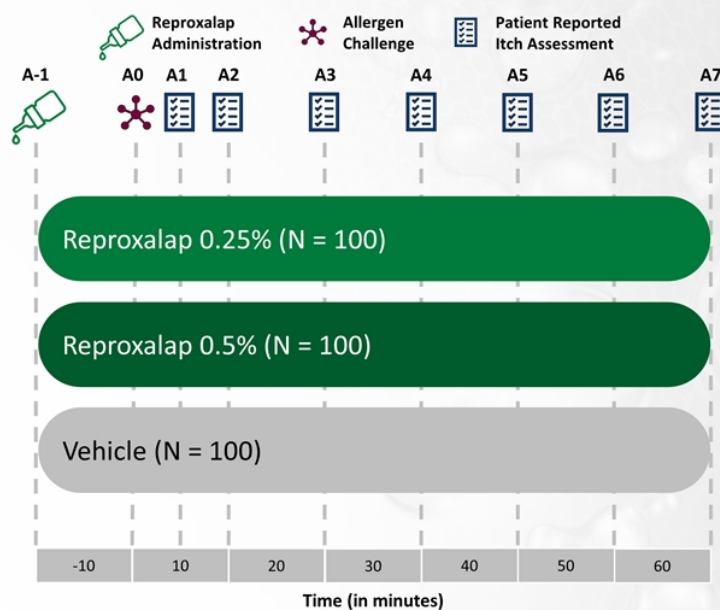 Reproxalap
Administration
Allergen
Challenge
Patient Reported
Itch Assessment
A-1 A0 A1 A2 A3 A4 A5 A6 A7
Reproxalap 0.25% (N = 100)
Reproxalap 0.5% (N = 100)
Vehicle (N = 100)
-10 10 20 30 40 50 60
Time (in minutes)